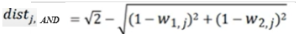 dist_{j, AND} = √2 − √((1 − W_{1,j})² + (1 − W_{2,j})²)